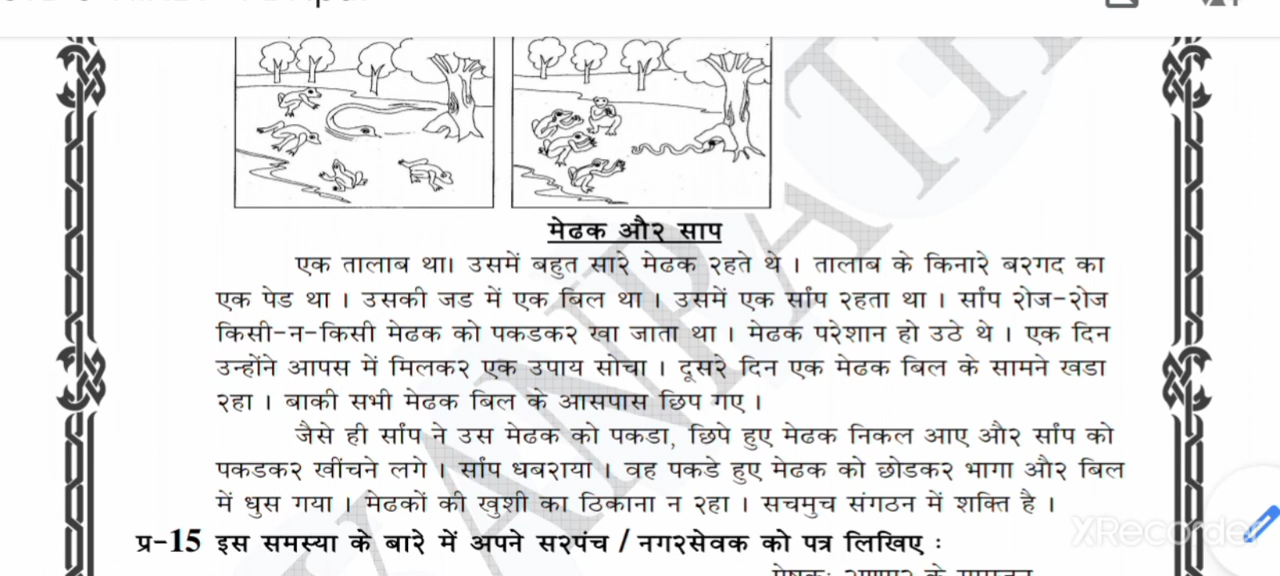 मेढक और साप
एक तालाब था। उसमें बहुत सारे मेढक रहते थे । तालाब के किनारे बरगद का
एक पेड था । उसकी जड में एक बिल था । उसमें एक सांप रहता था । सांप रोज-रोज
किसी-न-किसी मेढक को पकडकर खा जाता था । मेढक परेशान हो उठे थे । एक दिन
उन्होंने आपस में मिलकर एक उपाय सोचा । दूसरे दिन एक मेढक बिल के सामने खडा
रहा । बाकी सभी मेढक बिल के आसपास छिप गए ।
जैसे ही सांप ने उस मेढक को पकडा, छिपे हुए मेढक निकल आए और सांप को
पकडकर खींचने लगे । सांप धबराया । वह पकडे हुए मेढक को छोडकर भागा और बिल
में धुस गया । मेढकों की खुशी का ठिकाना न रहा । सचमुच संगठन में शक्ति है ।
XRecorder
प्र-15 इस समस्या के बारे में अपने सरपंच / नगरसेवक को पत्र लिखिए :